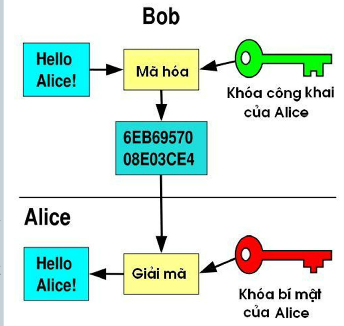 Bob
Hello
Alice!
Mã hóa
Khóa công khai
của Alice
6EB69570
08E03CE4
Alice
Hello
Alice!
Giải mã
Khóa bí mật
của Alice